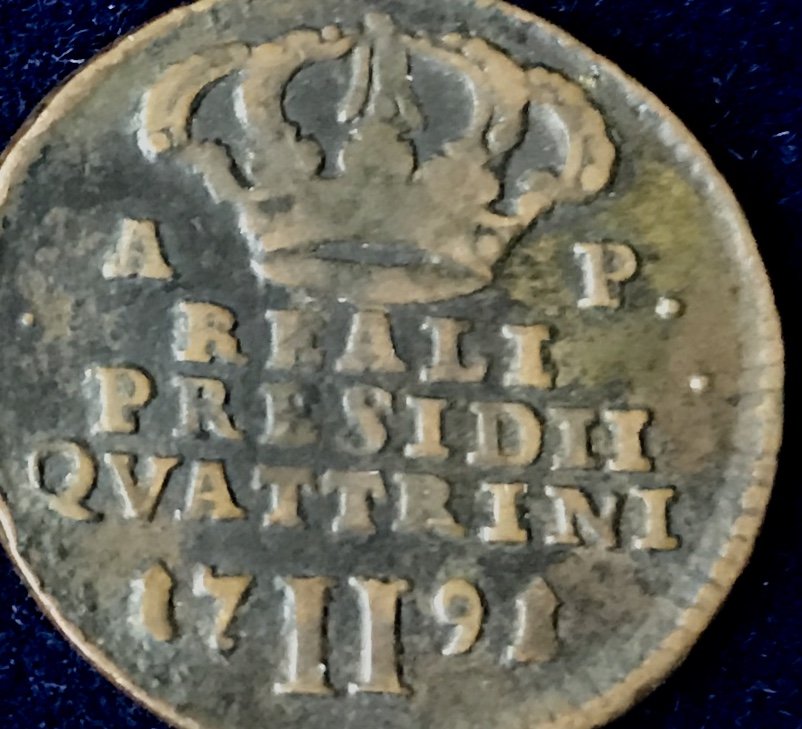 A P.
REALI
PRESIDII
QVATTRINI
17 II 91